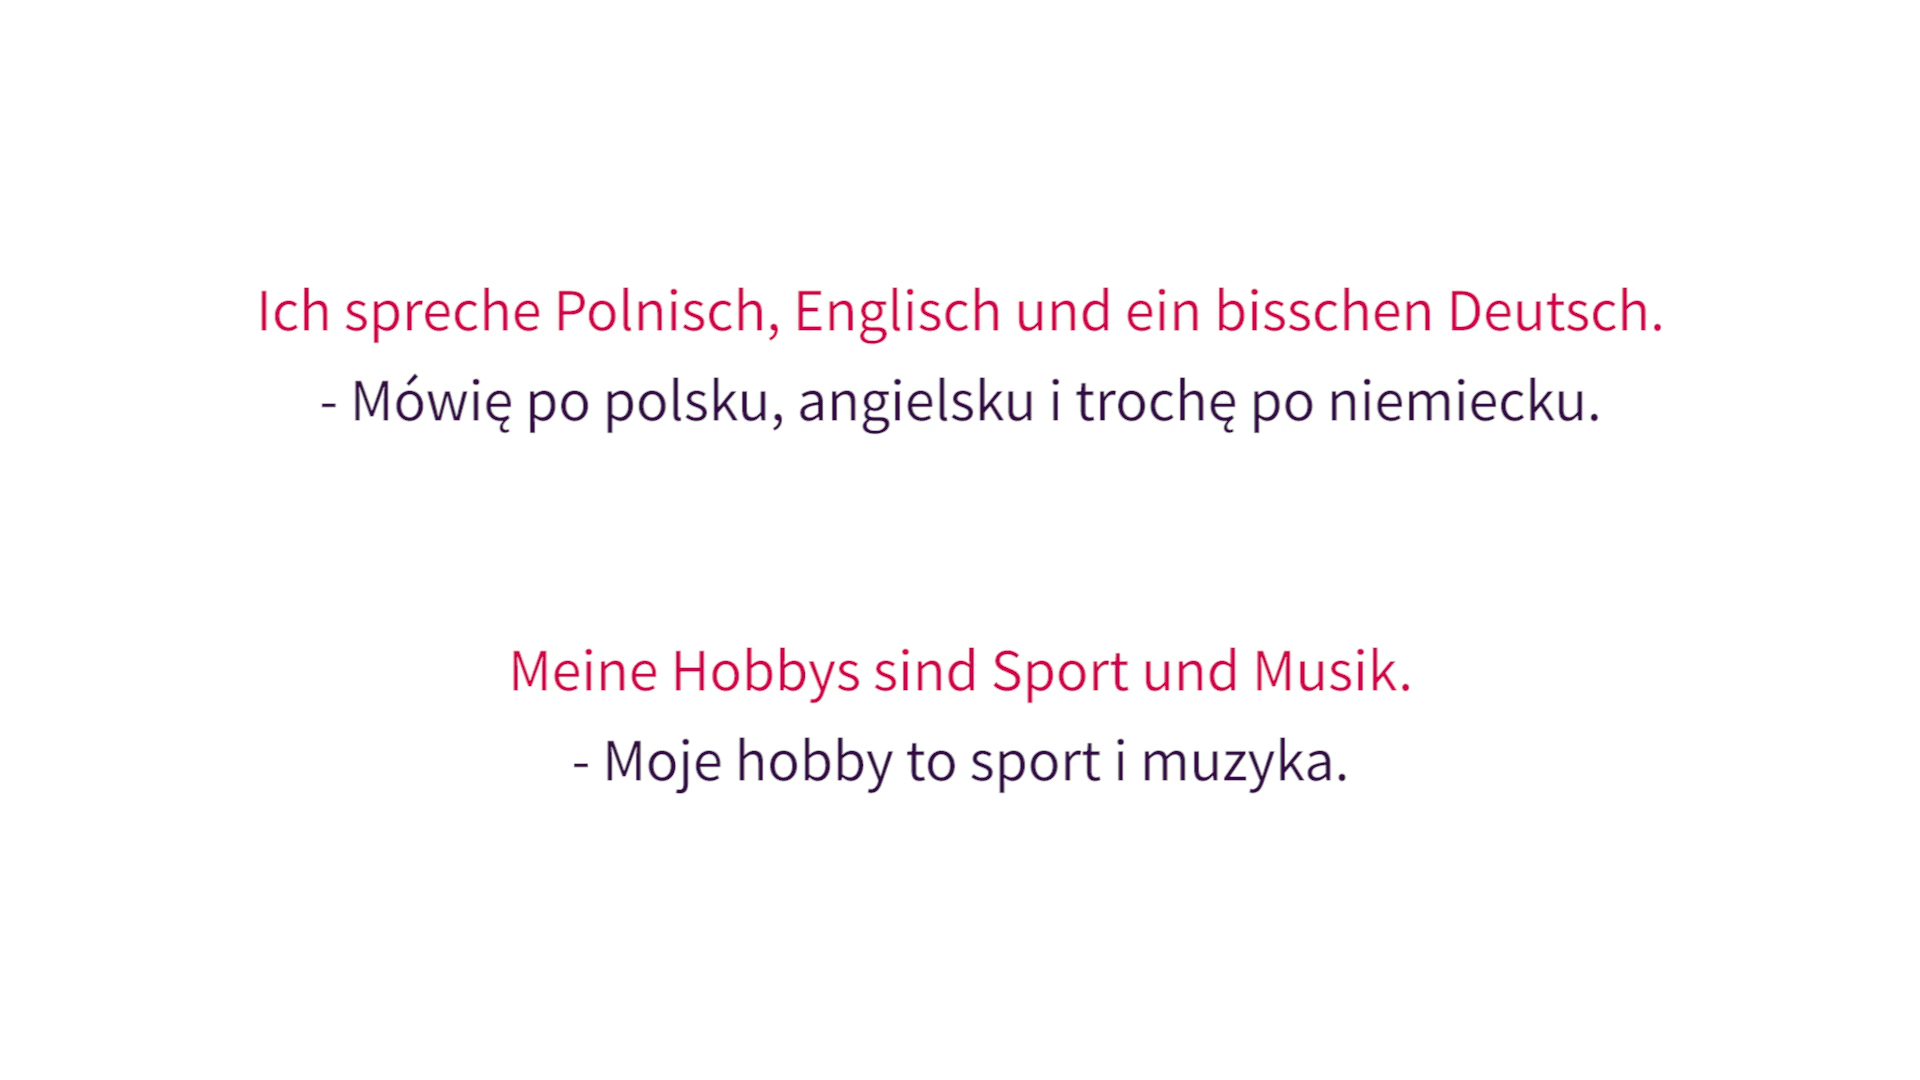 Ich spreche Polnisch, Englisch und ein bisschen Deutsch.
- Mówię po polsku, angielsku i trochę po niemiecku.
Meine Hobbys sind Sport und Musik.
- Moje hobby to sport i muzyka.